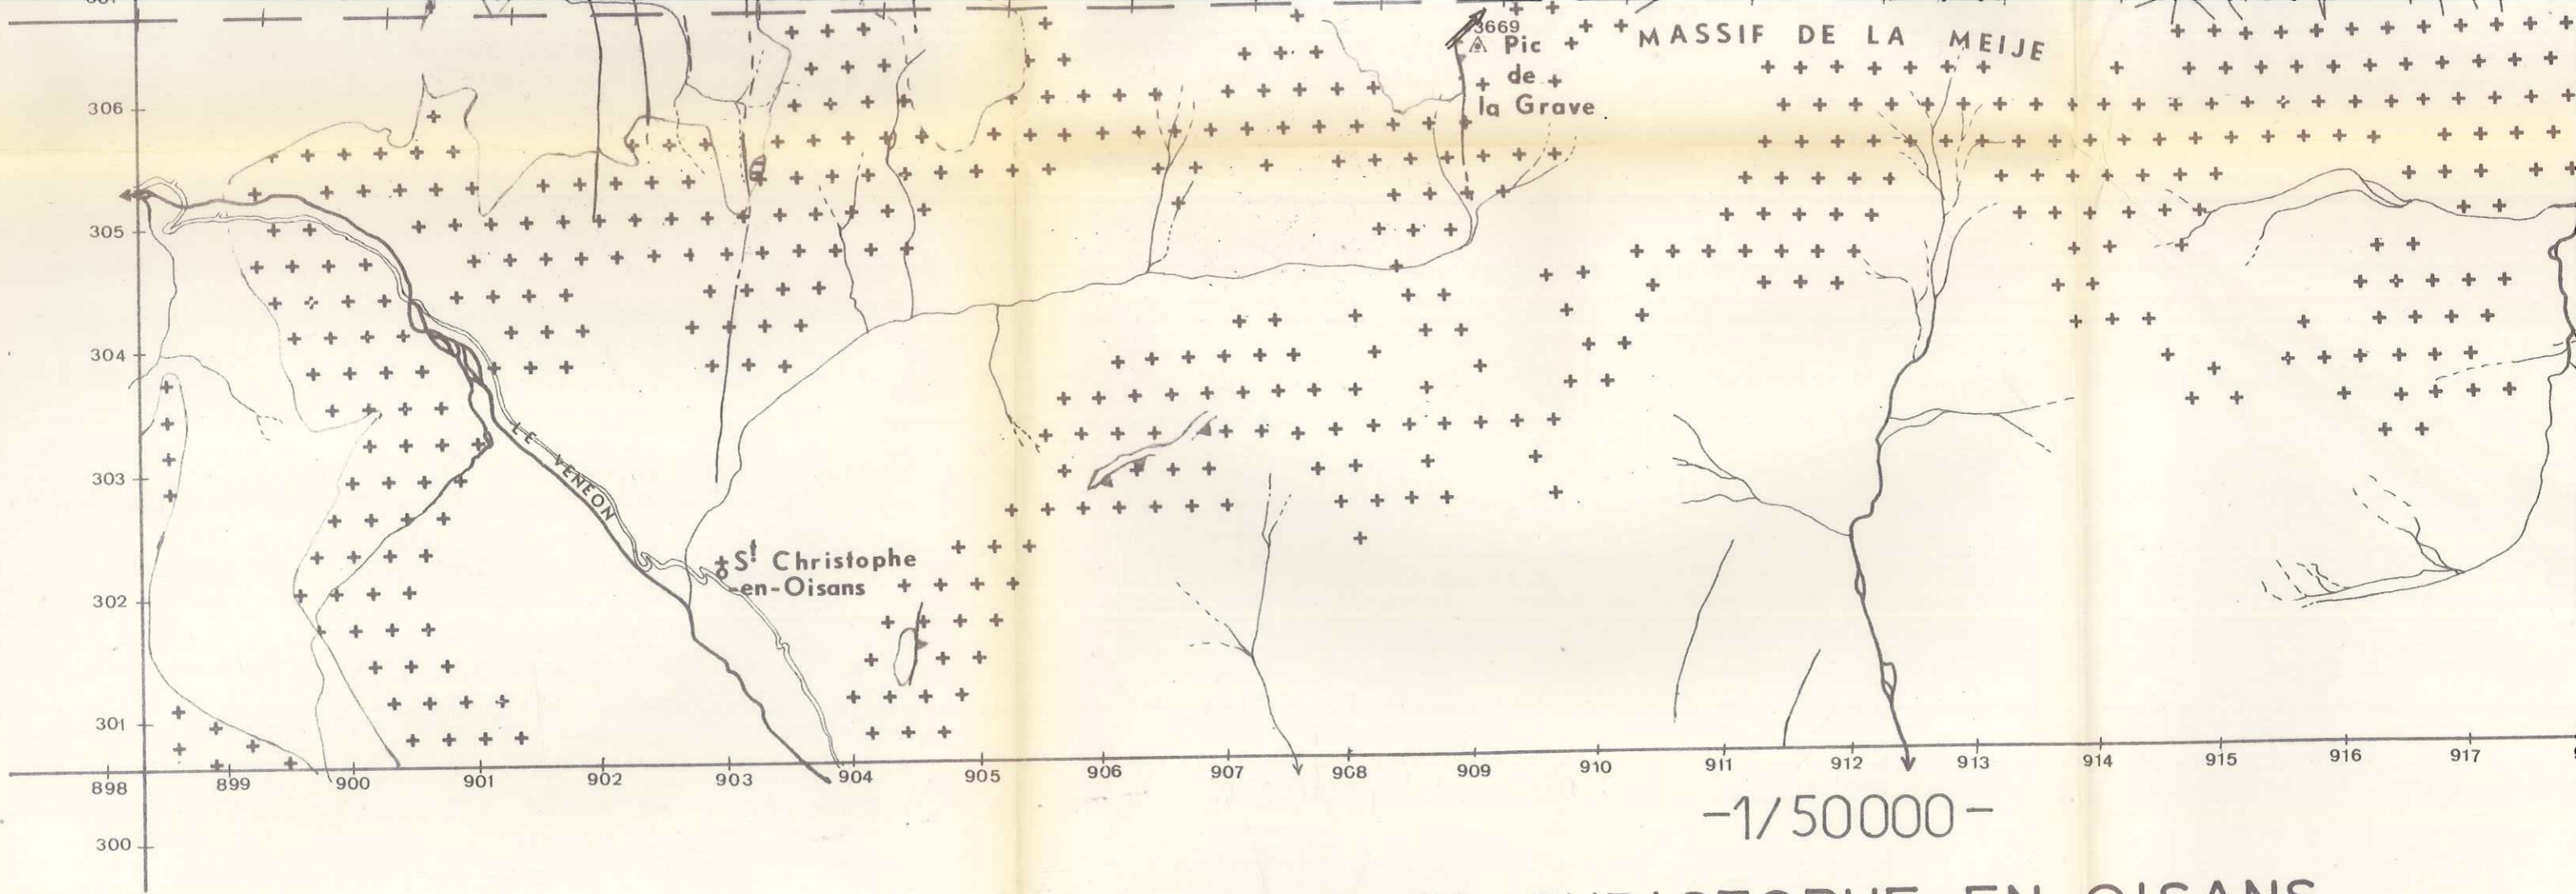 3669
Pic
de
la Grave
MASSIF DE LA MEIJE
306
305
304
303
302
301
300
LE VENEON
St Christophe
-en-Oisans
898 899 900 901 902 903 904 905 906 907 908 909 910 911 912 913 914 915 916 917
-1/50000-
EN OISANS